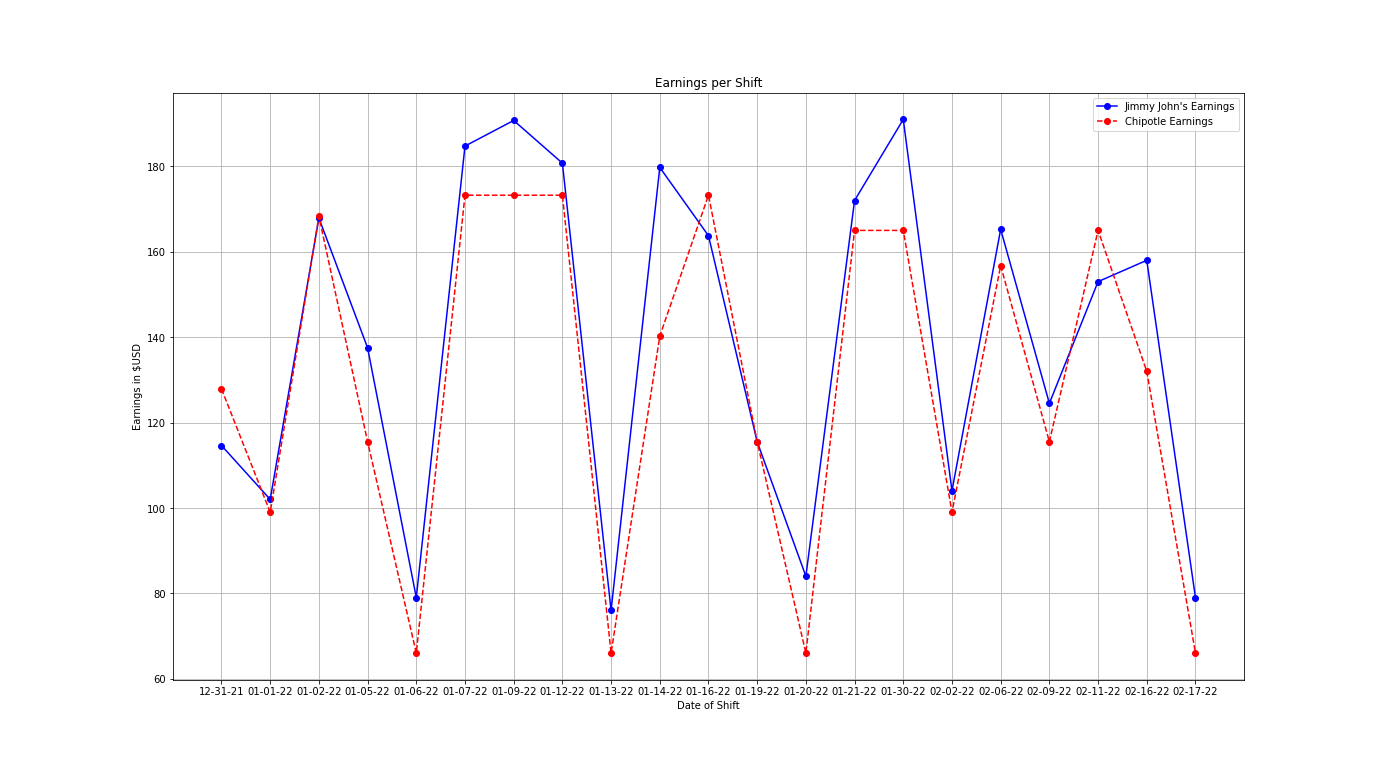 Earnings per Shift
Jimmy John's Earnings
Chipotle Earnings
Earnings in $USD
180
160
140
120
100
80
60
12-31-21 01-01-22 01-02-22 01-05-22 01-06-22 01-07-22 01-09-22 01-12-22 01-13-22 01-14-22 01-16-22 01-19-22 01-20-22 01-21-22 01-30-22 02-02-22 02-06-22 02-09-22 02-11-22 02-16-22 02-17-22
Date of Shift